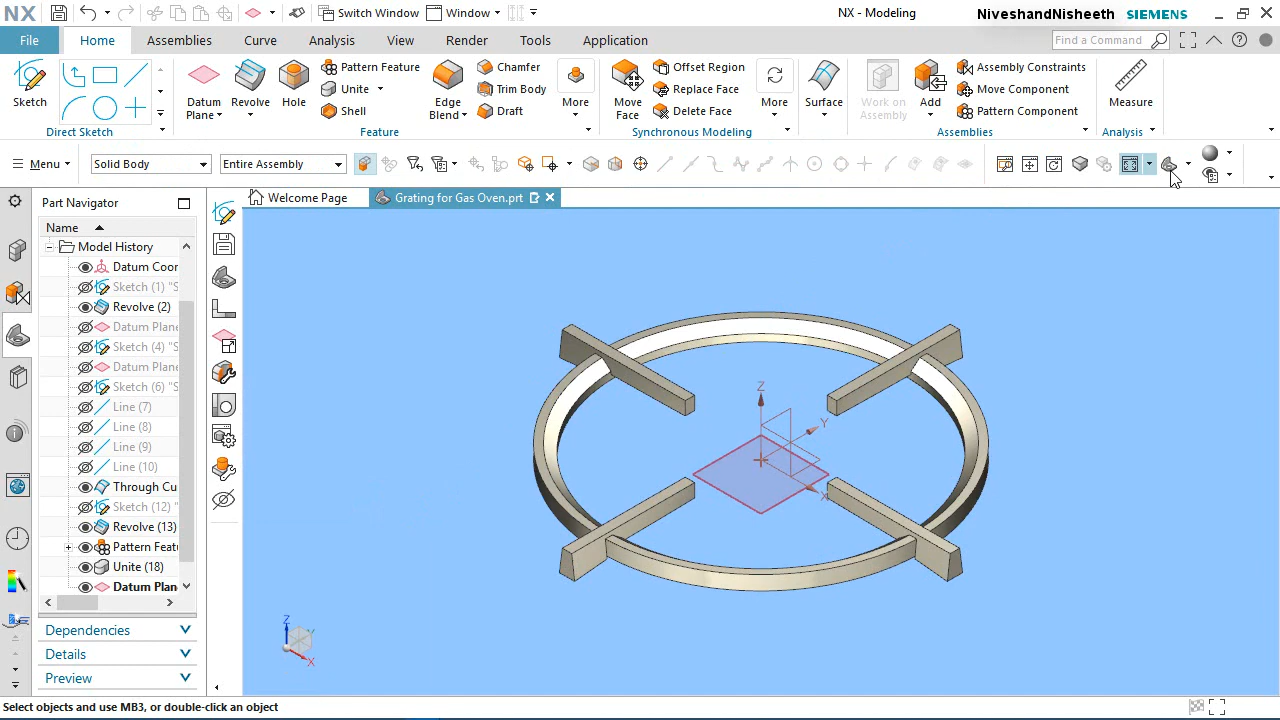 NX
Switch Window
Window
NX - Modeling
NiveshandNisheeth
SIEMENS
File
Home
Assemblies
Curve
Analysis
View
Render
Tools
Application
Find a Command
Sketch
Direct Sketch
Datum
Plane
Revolve
Hole
Pattern Feature
Unite
Shell
Edge
Blend
Chamfer
Trim Body
Draft
More
Feature
Move
Face
Offset Region
Replace Face
Delete Face
More
Synchronous Modeling
Surface
Work on
Assembly
Add
Assembly Constraints
Move Component
Pattern Component
Assemblies
Measure
Analysis
Menu
Solid Body
Entire Assembly
Part Navigator
Welcome Page
Grating for Gas Oven.prt
Name
Model History
Datum Coor
Sketch (1) "S
Revolve (2)
Datum Plane
Sketch (4) "S
Datum Plane
Sketch (6) "S
Line (7)
Line (8)
Line (9)
Line (10)
Through Cu
Sketch (12) "
Revolve (13)
Pattern Featu
Unite (18)
Datum Plan
Dependencies
Details
Preview
Z
Y
X
Z
Y
X
Select objects and use MB3, or double-click an object